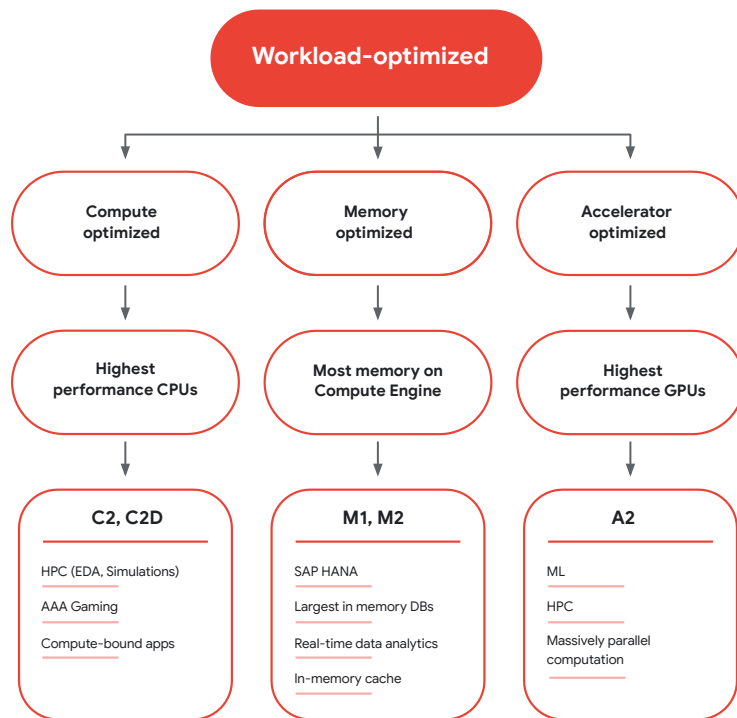 Workload-optimized
Compute
optimized
Memory
optimized
Accelerator
optimized
Highest
performance CPUs
Most memory on
Compute Engine
Highest
performance GPUs
C2, C2D
HPC (EDA, Simulations)
AAA Gaming
Compute-bound apps
M1, M2
SAP HANA
Largest in memory DBs
Real-time data analytics
In-memory cache
A2
ML
HPC
Massively parallel
computation